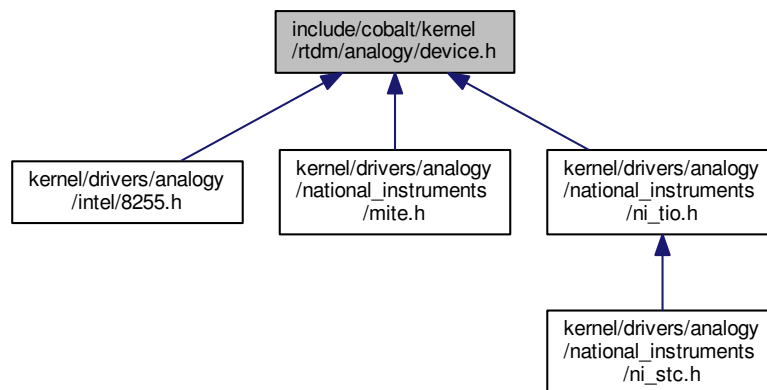 include/cobalt/kernel
/rtdm/analogy/device.h
kernel/drivers/analogy
/intel/8255.h
kernel/drivers/analogy
/national_instruments
/mite.h
kernel/drivers/analogy
/national_instruments
/ni_tio.h
kernel/drivers/analogy
/national_instruments
/ni_stc.h